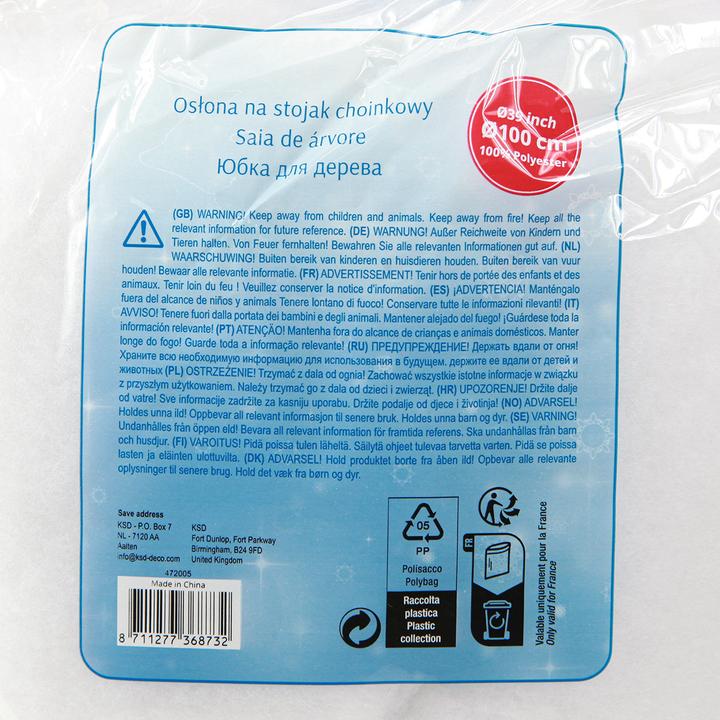 Osłona na stojak choinkowy
Saia de árvore
Юбка для дерева
Ø39 inch
Ø100 cm
100% Polyester
(GB) WARNING! Keep away from children and animals. Keep away from fire! Keep all the
relevant information for future reference. (DE) WARNUNG! Außer Reichweite von Kindern und
Tieren halten. Von Feuer fernhalten! Bewahren Sie alle relevanten Informationen gut auf. (NL)
WAARSCHUWING! Buiten bereik van kinderen en huisdieren houden. Buiten bereik van vuur
houden! Bewaar alle relevante informatie. (FR) ADVERTISSEMENT! Tenir hors de portée des enfants et des
animaux. Tenir loin du feu ! Veuillez conserver la notice d'information. (ES) ¡ADVERTENCIA! Manténgalo
fuera del alcance de niños y animales Tenere lontano di fuoco! Conservare tutte le informazioni rilevanti! (IT)
AVVISO! Tenere fuori dalla portata dei bambini e degli animali. Mantener alejado del fuego! ¡Guárdese toda la
información relevante! (PT) ATENÇÃO! Mantenha fora do alcance de crianças e animais domésticos. Manter
longe do fogo! Guarde toda a informação relevante! (RU) ПРЕДУПРЕЖДЕНИЕ! Держать вдали от огня!
Храните всю необходимую информацию для использования в будущем. держите ее вдали от детей и
животных (PL) OSTRZEŻENIE! Trzymać z dala od ognia! Zachować wszystkie istotne informacje w związku
z przyszłym użytkowaniem. Należy trzymać go z dala od dzieci i zwierząt. (HR) UPOZORENJE! Držite dalje
od vatre! Sve informacije zadržite za kasniju uporabu. Držite podalje od djece i životinja! (NO) ADVARSEL!
Holdes unna ild! Oppbevar all relevant informasjon til senere bruk. Holdes unna barn og dyr. (SE) VARNING!
Undanhålles från öppen eld! Bevara all relevant information för framtida referens. Ska undanhållas från barn
och husdjur. (FI) VAROITUS! Pidä poissa tulen läheltä. Säilytä ohjeet tulevaa tarvetta varten. Pidä se poissa
lasten ja eläinten ulottuvilta. (DK) ADVARSEL! Hold produktet borte fra åben ild! Opbevar alle relevante
oplysninger til senere brug. Hold det væk fra børn og dyr.
Save address
KSD - P.O. Box 7
NL - 7120 AA
Aalten
info@ksd-deco.com
KSD
Fort Dunlop, Fort Parkway
Birmingham, B24 9FD
United Kingdom
472005
Made in China
8 711277 368732
05
PP
Polisacco
Polybag
Raccolta
plastica
Plastic
collection
FR
Valable uniquement pour la France
Only valid for France